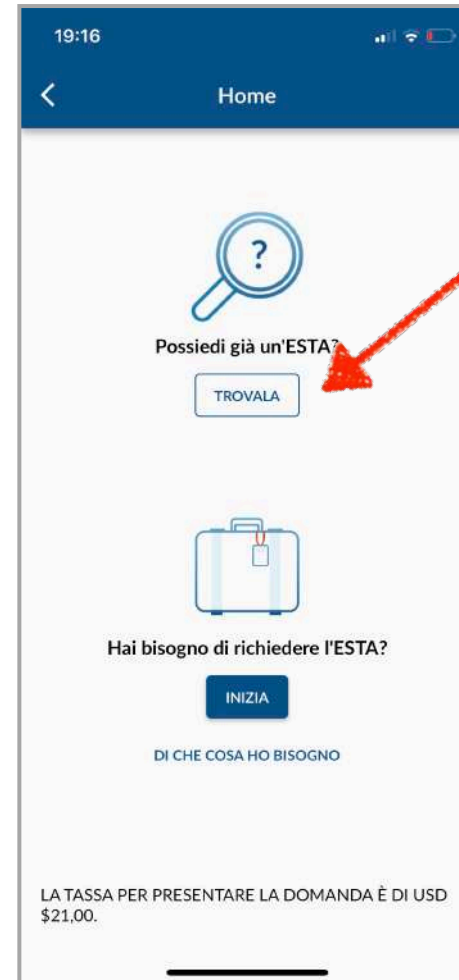 19:16
Home
?
Possiedi già un'ESTA?
TROVALA
Hai bisogno di richiedere l'ESTA?
INIZIA
DI CHE COSA HO BISOGNO
LA TASSA PER PRESENTARE LA DOMANDA È DI USD
$21,00.